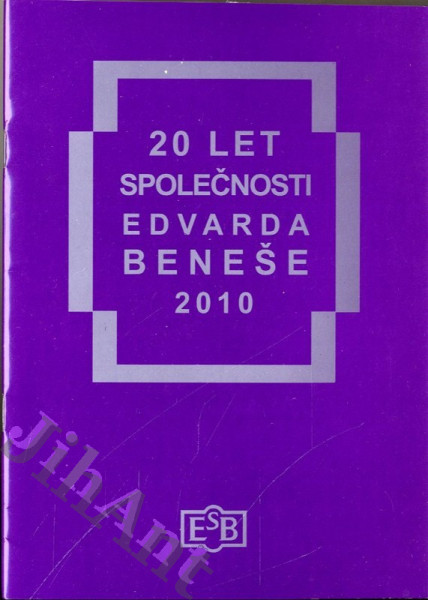 20 LET
SPOLEČNOSTI
EDVARDA
BENEŠE
2010
ESB
JihAnt